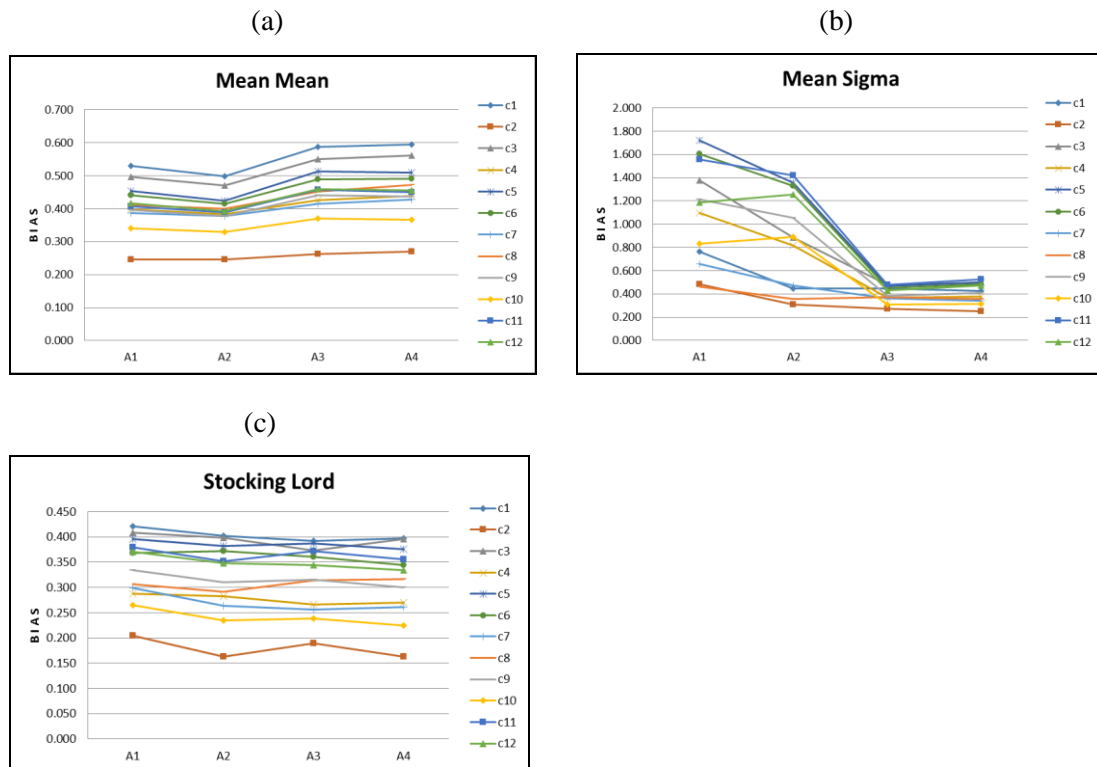 (a)
Mean Mean
BIAS
0.700
0.600
0.500
0.400
0.300
0.200
0.100
0.000
A1 A2 A3 A4
c1
c2
c3
c4
c5
c6
c7
c8
c9
c10
c11
c12
(b)
Mean Sigma
BIAS
2.000
1.800
1.600
1.400
1.200
1.000
0.800
0.600
0.400
0.200
0.000
A1 A2 A3 A4
c1
c2
c3
c4
c5
c6
c7
c8
c9
c10
c11
c12
(c)
Stocking Lord
BIAS
0.450
0.400
0.350
0.300
0.250
0.200
0.150
0.100
0.050
0.000
A1 A2 A3 A4
c1
c2
c3
c4
c5
c6
c7
c8
c9
c10
c11
c12